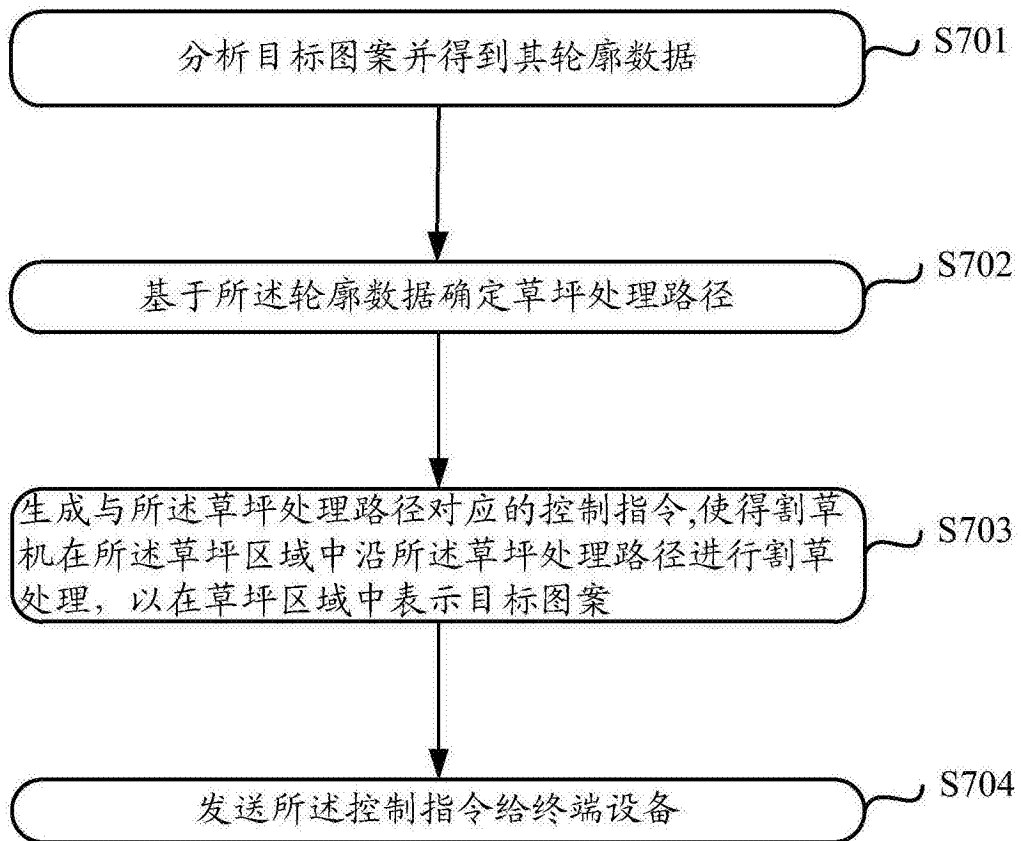 分析目标图案并得到其轮廓数据
S701
基于所述轮廓数据确定草坪处理路径
S702
生成与所述草坪处理路径对应的控制指令,使得割草
机在所述草坪区域中沿所述草坪处理路径进行割草
处理，以在草坪区域中表示目标图案
S703
发送所述控制指令给终端设备
S704